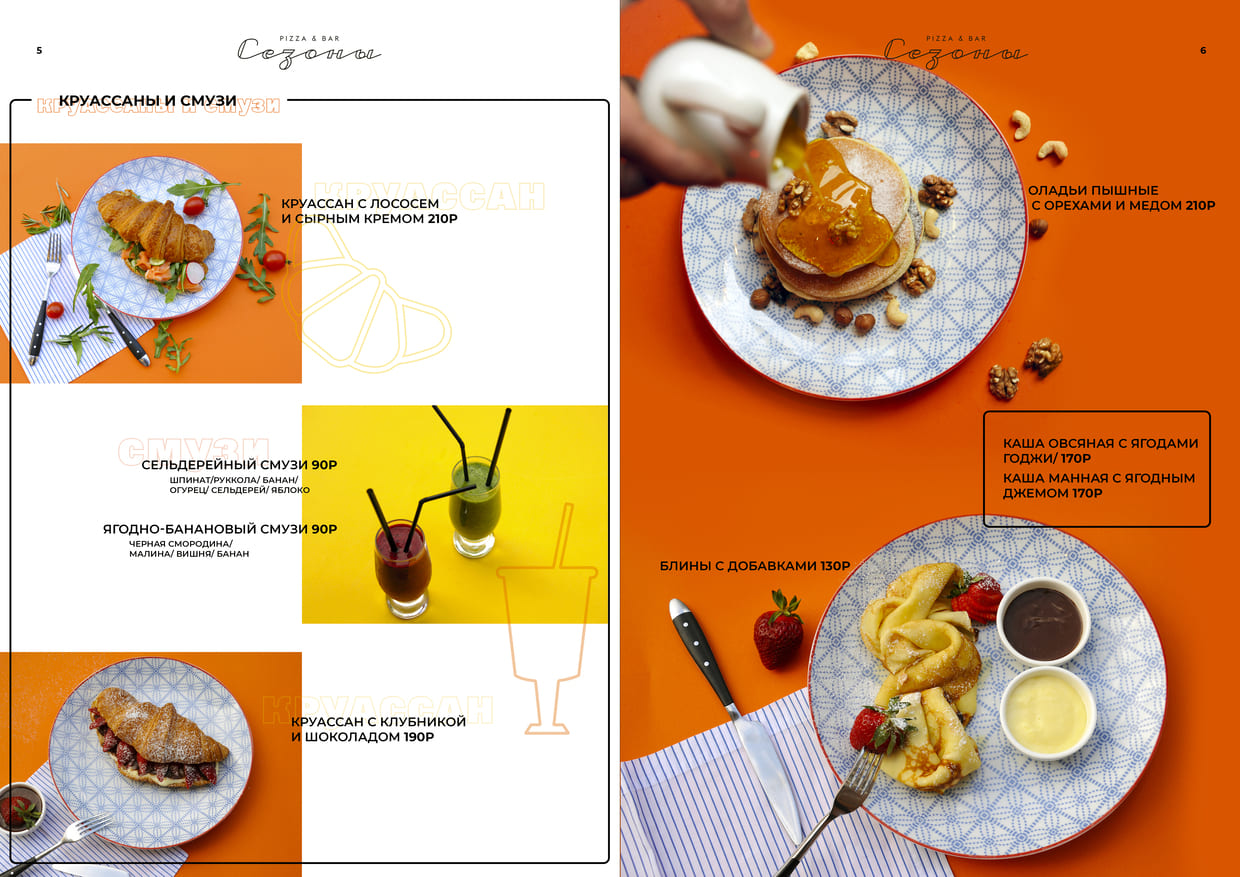 5
PIZZA & BAR
Сезоны
КРУАССАНЫ И СМУЗИ
КРУАССАНЫ И СМУЗИ
КРУАССАН
КРУАССАН С ЛОСОСЕМ
И СЫРНЫМ КРЕМОМ 210Р
СМУЗИ
СЕЛЬДЕРЕЙНЫЙ СМУЗИ 90Р
ШПИНАТ/РУККОЛА/ БАНАН/
ОГУРЕЦ/ СЕЛЬДЕРЕЙ/ ЯБЛОКО
ЯГОДНО-БАНАНОВЫЙ СМУЗИ 90Р
ЧЕРНАЯ СМОРОДИНА/
МАЛИНА/ ВИШНЯ/ БАНАН
КРУАССАН
КРУАССАН С КЛУБНИКОЙ
И ШОКОЛАДОМ 190Р
PIZZA & BAR
Сезоны
6
ОЛАДЬИ ПЫШНЫЕ
С ОРЕХАМИ И МЕДОМ 210Р
КАША ОВСЯНАЯ С ЯГОДАМИ
ГОДЖИ/ 170Р
КАША МАННАЯ С ЯГОДНЫМ
ДЖЕМОМ 170Р
БЛИНЫ С ДОБАВКАМИ 130Р